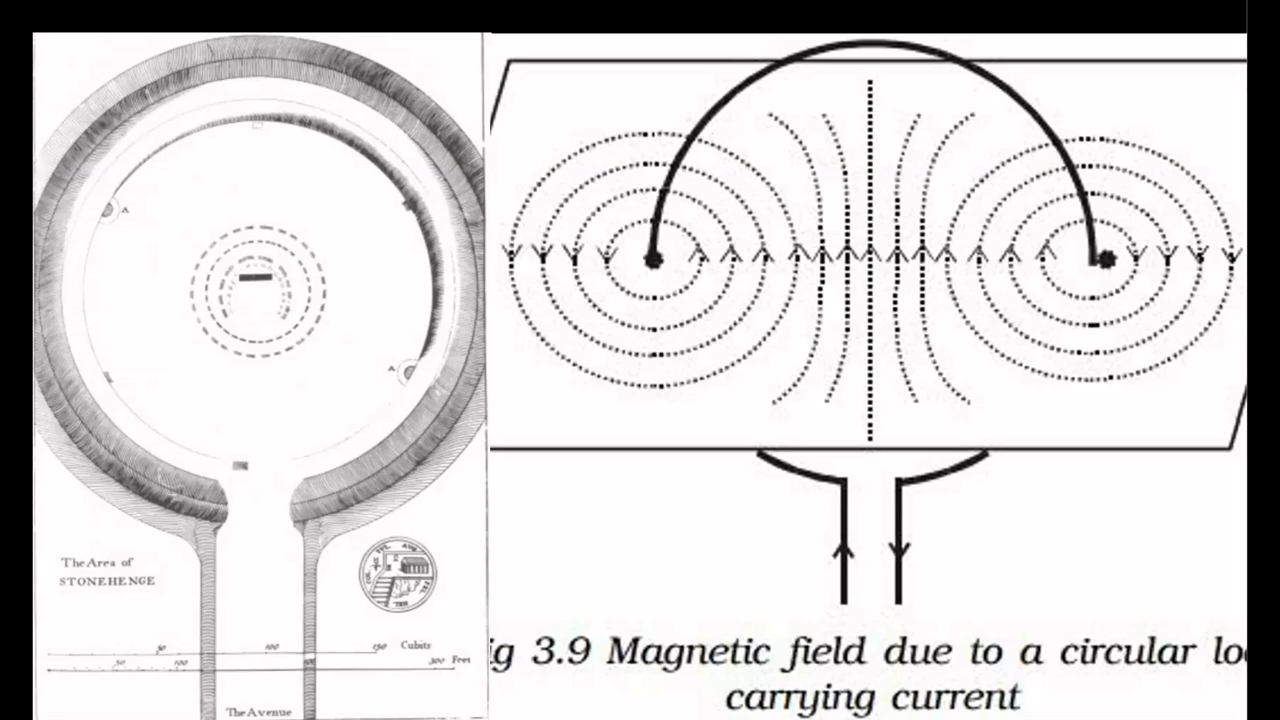 A
A
The Area of
STONEHENGE
50 100 150 Cubits
50 100 300 Feet
The Avenue
ig 3.9 Magnetic field due to a circular lo
carrying current